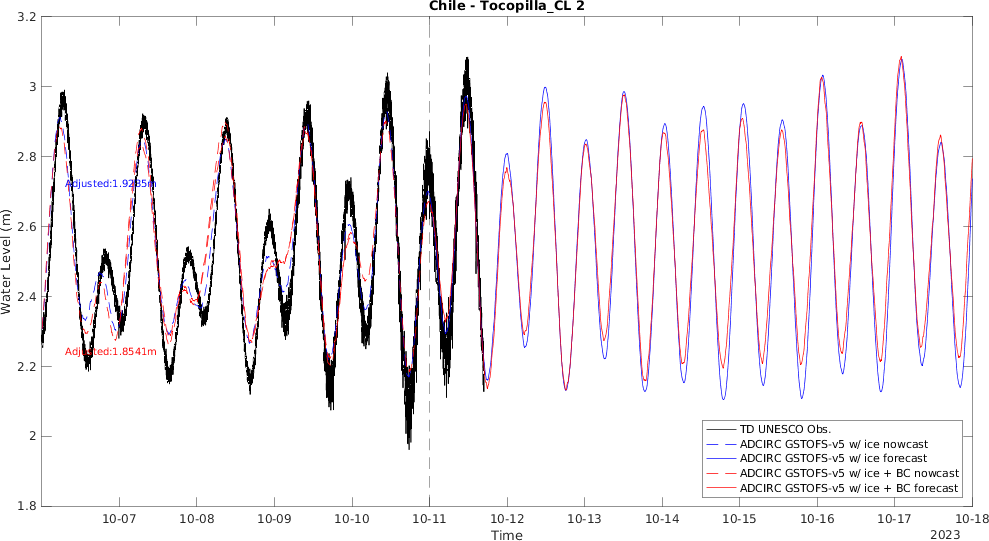 Chile - Tocopilla_CL 2
Water Level (m)
3.2
3
2.8
2.6
2.4
2.2
2
1.8
Adjusted:1.9285m
Adjusted:1.8541m
TD UNESCO Obs.
ADCIRC GSTOFS-v5 w/ ice nowcast
ADCIRC GSTOFS-v5 w/ ice forecast
ADCIRC GSTOFS-v5 w/ ice + BC nowcast
ADCIRC GSTOFS-v5 w/ ice + BC forecast
10-07 10-08 10-09 10-10 10-11 10-12 10-13 10-14 10-15 10-16 10-17 10-18
Time
2023